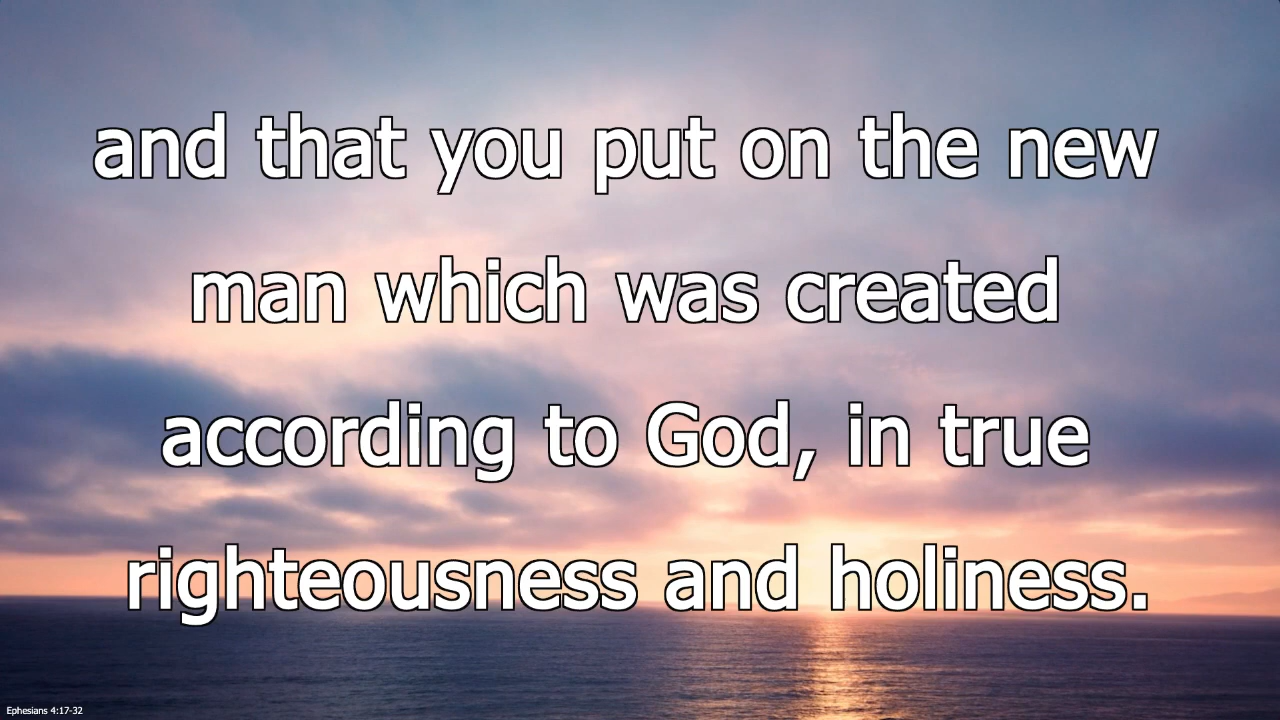 and that you put on the new
man which was created
according to God, in true
righteousness and holiness.
Ephesians 4:17-32